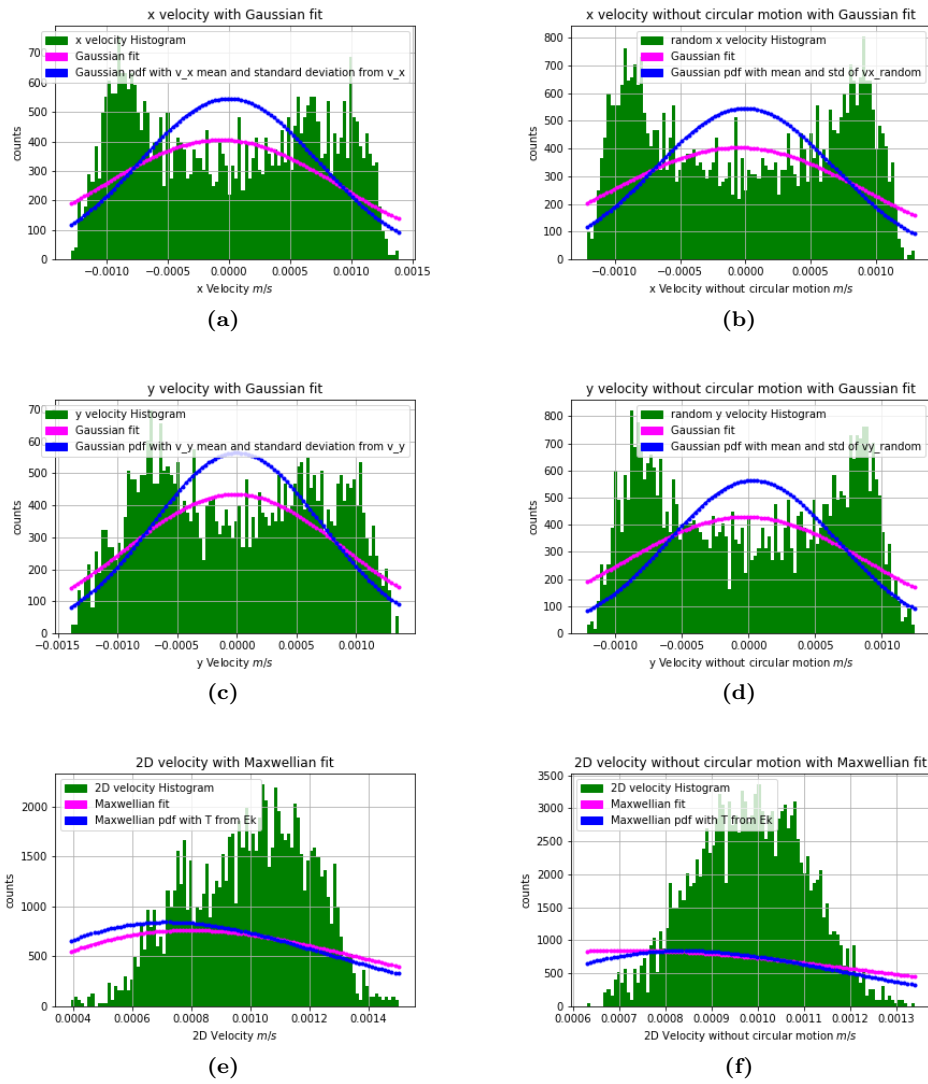 x velocity with Gaussian fit
x velocity Histogram
Gaussian fit
Gaussian pdf with v_x mean and standard deviation from v_x
counts
70
600
500
400
300
200
100
0
−0.0010 −0.0005 0.0000 0.0005 0.0010 0.0015
x Velocity m/s
(a)
x velocity without circular motion with Gaussian fit
random x velocity Histogram
Gaussian fit
Gaussian pdf with mean and std of vx_random
counts
800
700
600
500
400
300
200
100
0
−0.0010 −0.0005 0.0000 0.0005 0.0010
x Velocity without circular motion m/s
(b)
y velocity with Gaussian fit
y velocity Histogram
Gaussian fit
Gaussian pdf with v_y mean and standard deviation from v_y
counts
70
600
500
400
300
200
100
0
−0.0015 −0.0010 −0.0005 0.0000 0.0005 0.0010
y Velocity m/s
(c)
y velocity without circular motion with Gaussian fit
random y velocity Histogram
Gaussian fit
Gaussian pdf with mean and std of vy_random
counts
800
700
600
500
400
300
200
100
0
−0.0010 −0.0005 0.0000 0.0005 0.0010
y Velocity without circular motion m/s
(d)
2D velocity with Maxwellian fit
2D velocity Histogram
Maxwellian fit
Maxwellian pdf with T from Ek
counts
2000
1500
1000
500
0
0.0004 0.0006 0.0008 0.0010 0.0012 0.0014
2D Velocity m/s
(e)
2D velocity without circular motion with Maxwellian fit
2D velocity Histogram
Maxwellian fit
Maxwellian pdf with T from Ek
counts
3500
3000
2500
2000
1500
1000
500
0
0.0006 0.0007 0.0008 0.0009 0.0010 0.0011 0.0012 0.0013
2D Velocity without circular motion m/s
(f)